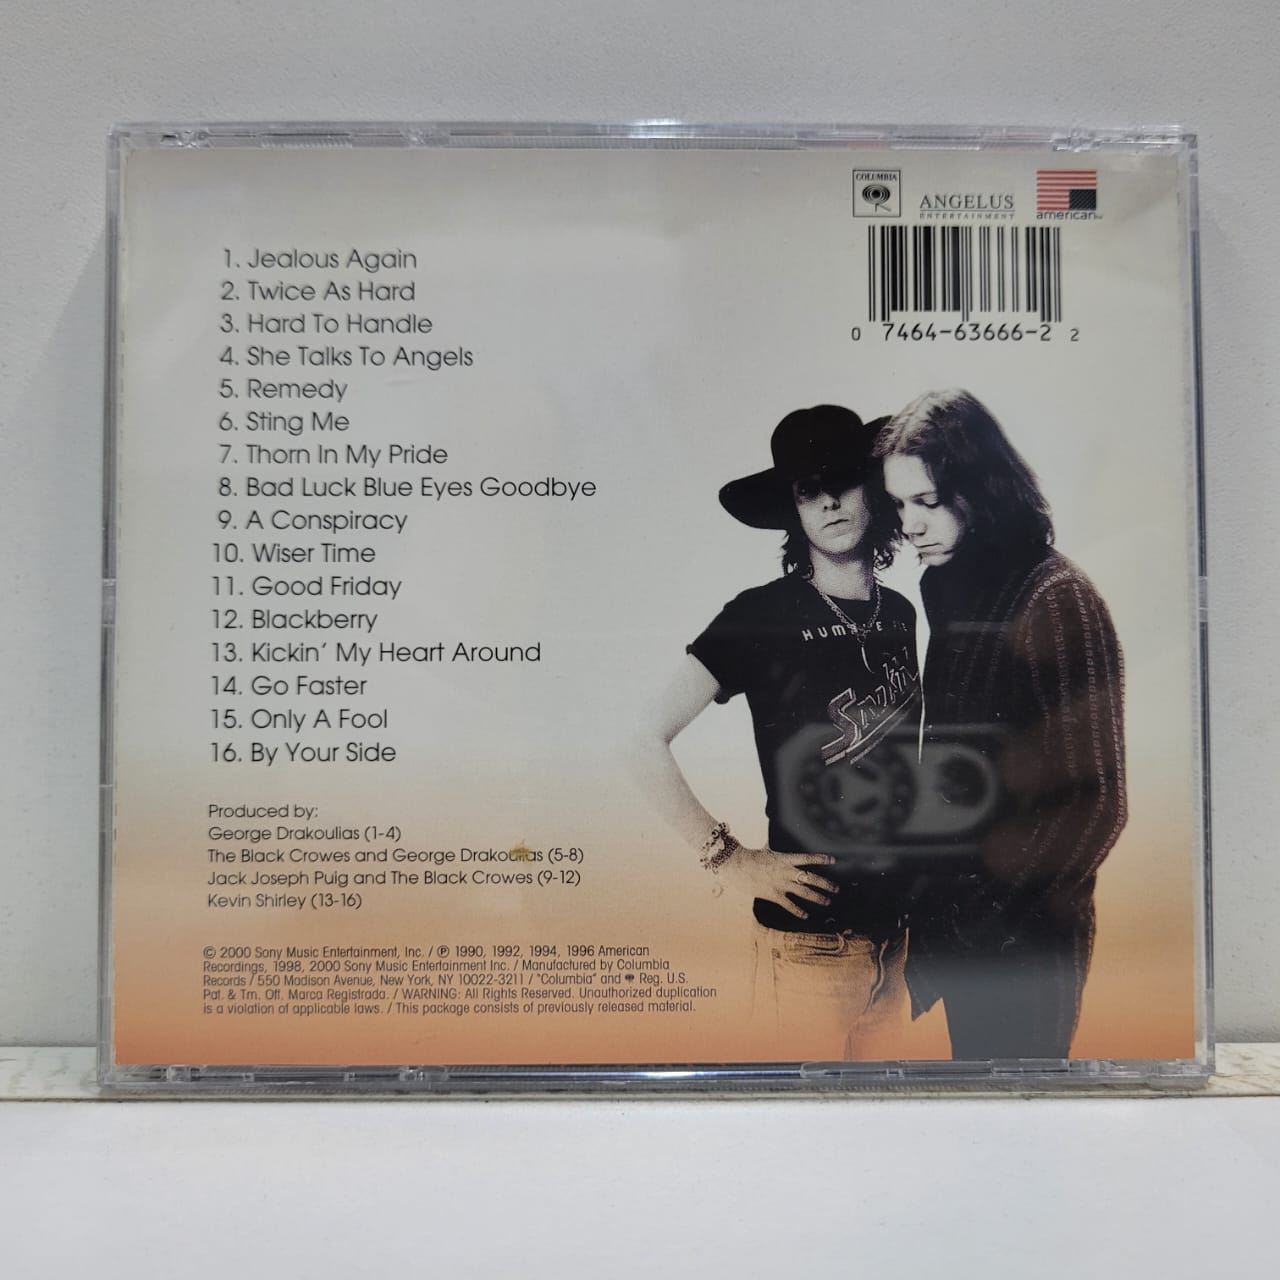 COLUMBIA
ANGELUS
ENTERTAINMENT
american
0 7464-63666-2 2
1. Jealous Again
2. Twice As Hard
3. Hard To Handle
4. She Talks To Angels
5. Remedy
6. Sting Me
7. Thorn In My Pride
8. Bad Luck Blue Eyes Goodbye
9. A Conspiracy
10. Wiser Time
11. Good Friday
12. Blackberry
13. Kickin' My Heart Around
14. Go Faster
15. Only A Fool
16. By Your Side
Smokin'
Produced by:
George Drakoulias (1-4)
The Black Crowes and George Drakoulias (5-8)
Jack Joseph Puig and The Black Crowes (9-12)
Kevin Shirley (13-16)
© 2000 Sony Music Entertainment, Inc. / ℗ 1990, 1992, 1994, 1996 American
Recordings, 1998, 2000 Sony Music Entertainment Inc. / Manufactured by Columbia
Records / 550 Madison Avenue, New York, NY 10022-3211 / "Columbia" and Reg. U.S.
Pat. & Tm. Off. Marca Registrada. / WARNING: All Rights Reserved. Unauthorized duplication
is a violation of applicable laws. / This package consists of previously released material.